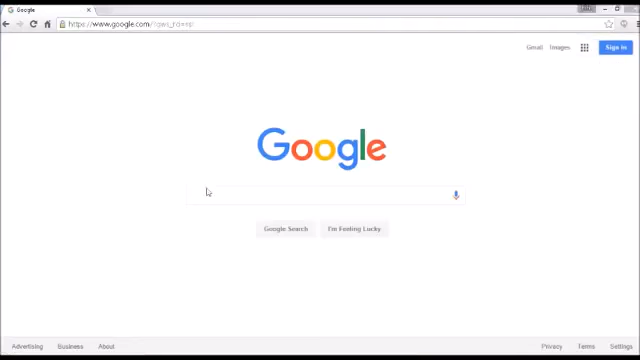 Google
https://www.google.com/?gws_rd=ssl
Gmail Images Sign in
Google
Google Search I'm Feeling Lucky
Advertising Business About Privacy Terms Settings